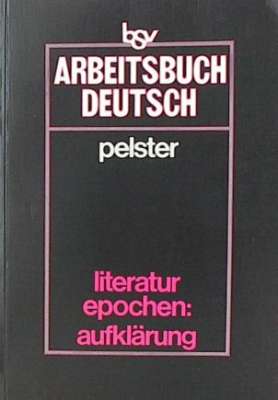 bsv
ARBEITSBUCH
DEUTSCH
pelster
literatur
epochen:
aufklärung